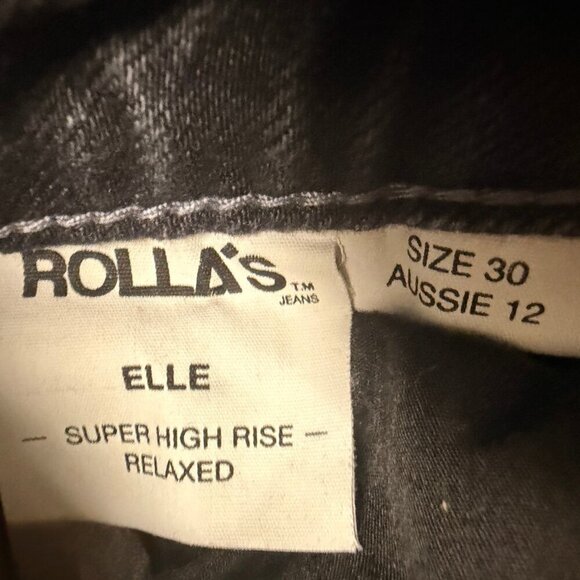 ROLLA'S T.M
JEANS
ELLE
— SUPER HIGH RISE —
RELAXED
SIZE 30
AUSSIE 12